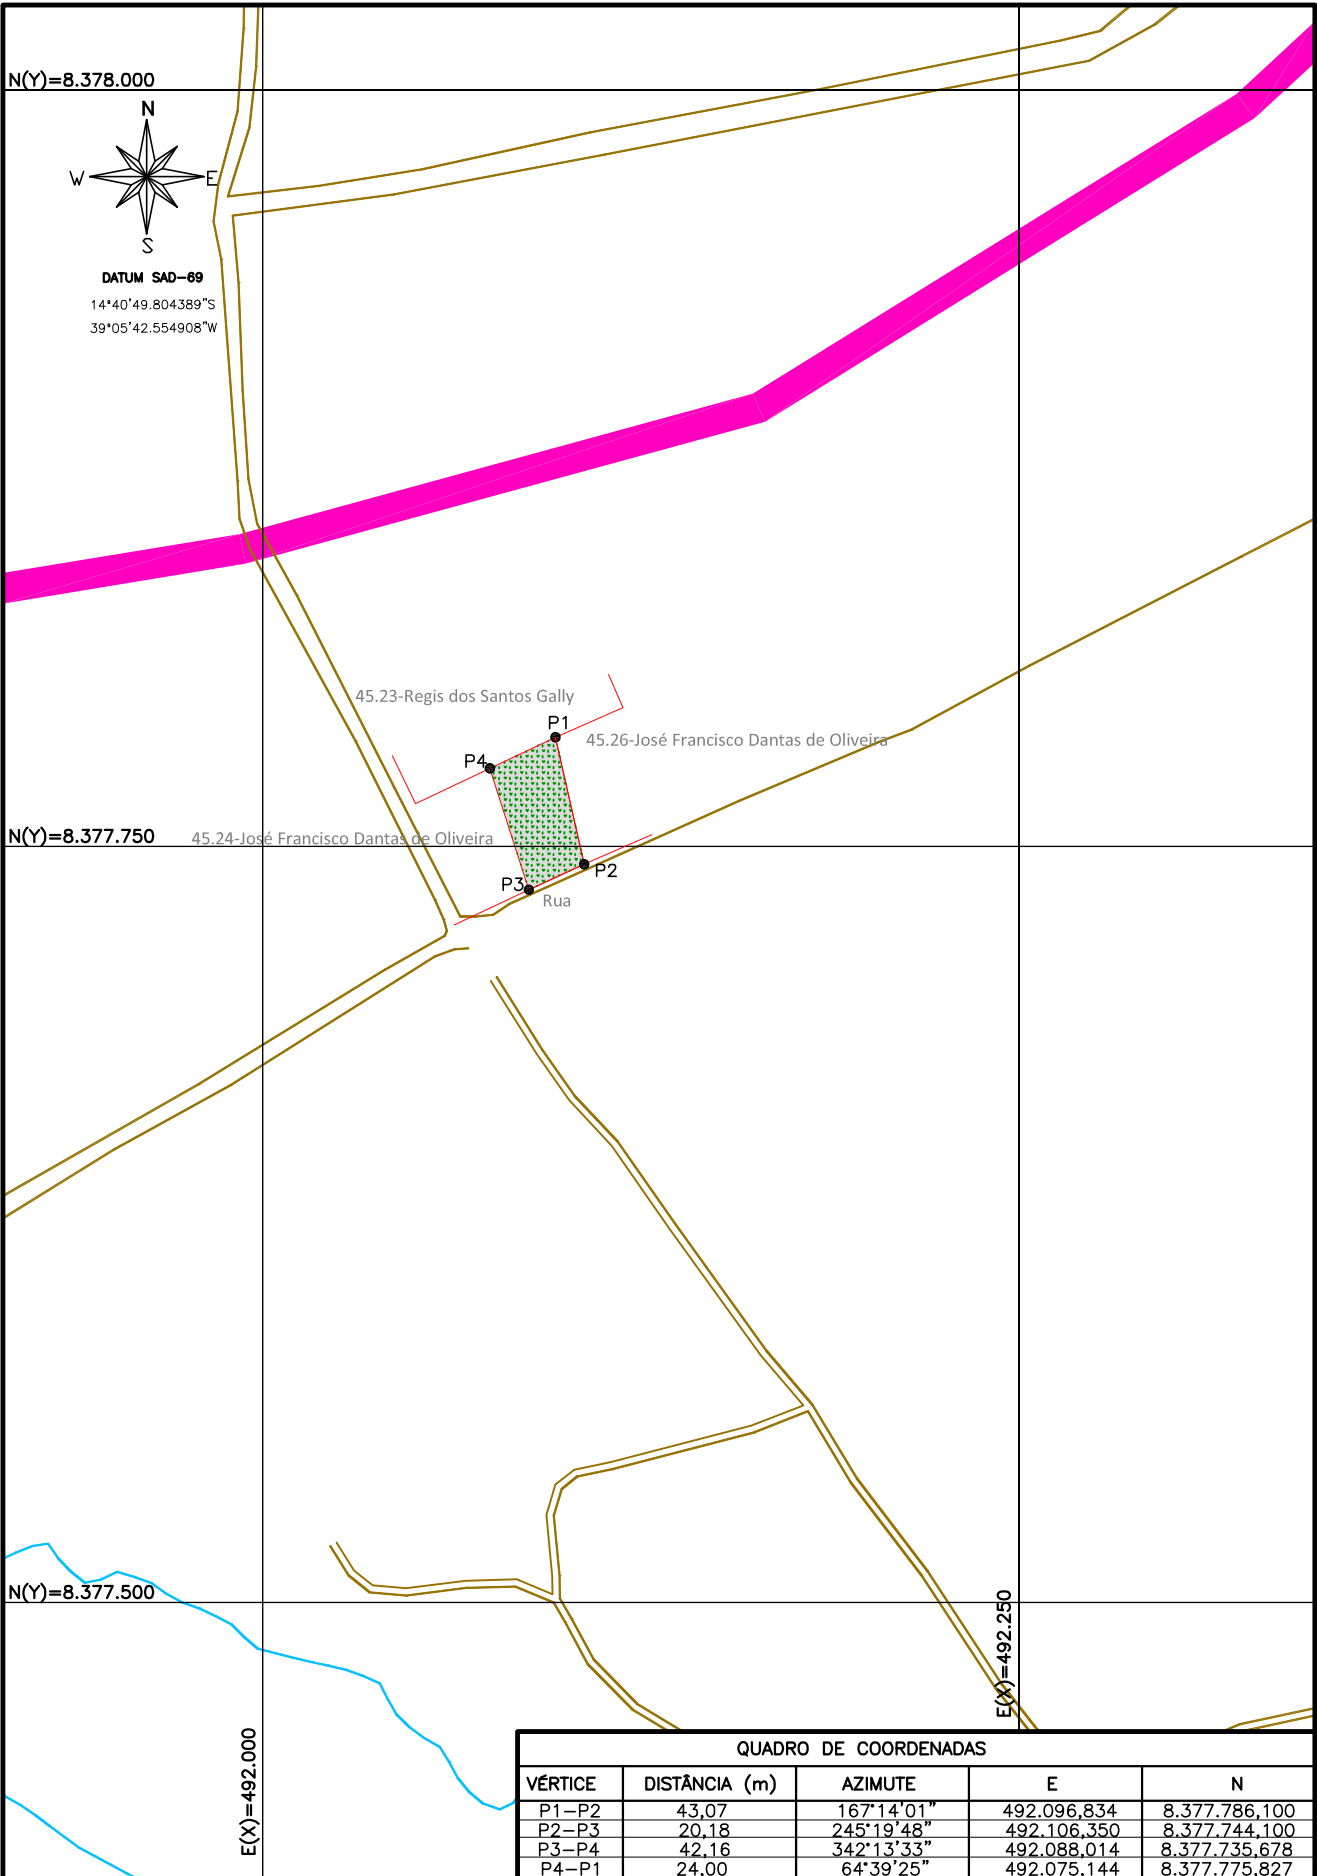 N(Y)=8.378.000
N
W
E
S
DATUM SAD-69
14°40'49.804389"S
39°05'42.554908"W
45.23-Regis dos Santos Gally
P1
45.26-José Francisco Dantas de Oliveira
P4
N(Y)=8.377.750
45.24-José Francisco Dantas de Oliveira
P2
P3
Rua
N(Y)=8.377.500
E(X)=492.250
E(X)=492.000
QUADRO DE COORDENADAS
VÉRTICE DISTÂNCIA (m) AZIMUTE E N
P1-P2 43,07 167°14'01" 492.096,834 8.377.786,100
P2-P3 20,18 245°19'48" 492.106,350 8.377.744,100
P3-P4 42,16 342°13'33" 492.088,014 8.377.735,678
P4-P1 24,00 64°39'25" 492.075,144 8.377.775,827